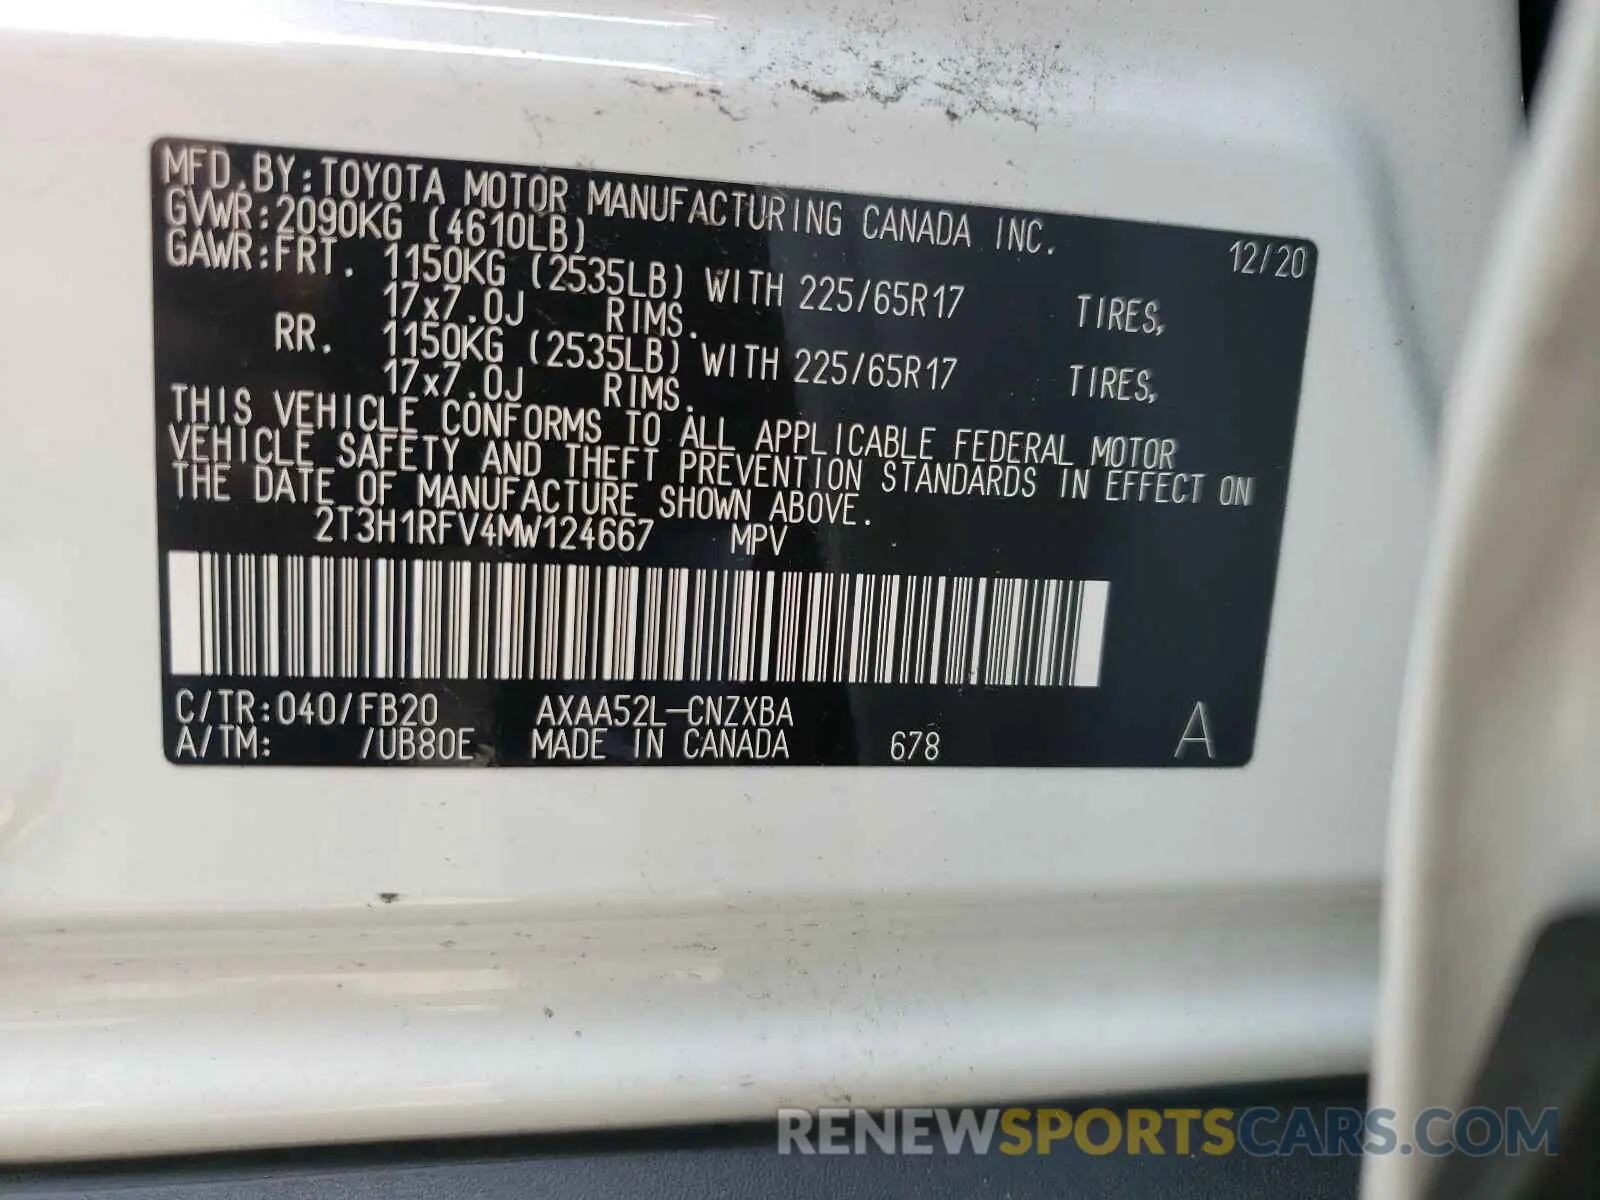 MFD.BY:TOYOTA MOTOR MANUFACTURING CANADA INC. 12/20
GVWR:2090KG (4610LB)
GAWR:FRT. 1150KG (2535LB) WITH 225/65R17 TIRES,
17x7.0J RIMS.
RR. 1150KG (2535LB) WITH 225/65R17 TIRES,
17x7.0J RIMS.
THIS VEHICLE CONFORMS TO ALL APPLICABLE FEDERAL MOTOR
VEHICLE SAFETY AND THEFT PREVENTION STANDARDS IN EFFECT ON
THE DATE OF MANUFACTURE SHOWN ABOVE.
2T3H1RFV4MW124667 MPV
C/TR:040/FB20 AXAA52L-CNZXBA
A/TM: /UB80E MADE IN CANADA 678 A
RENEWSPORTSCARS.COM